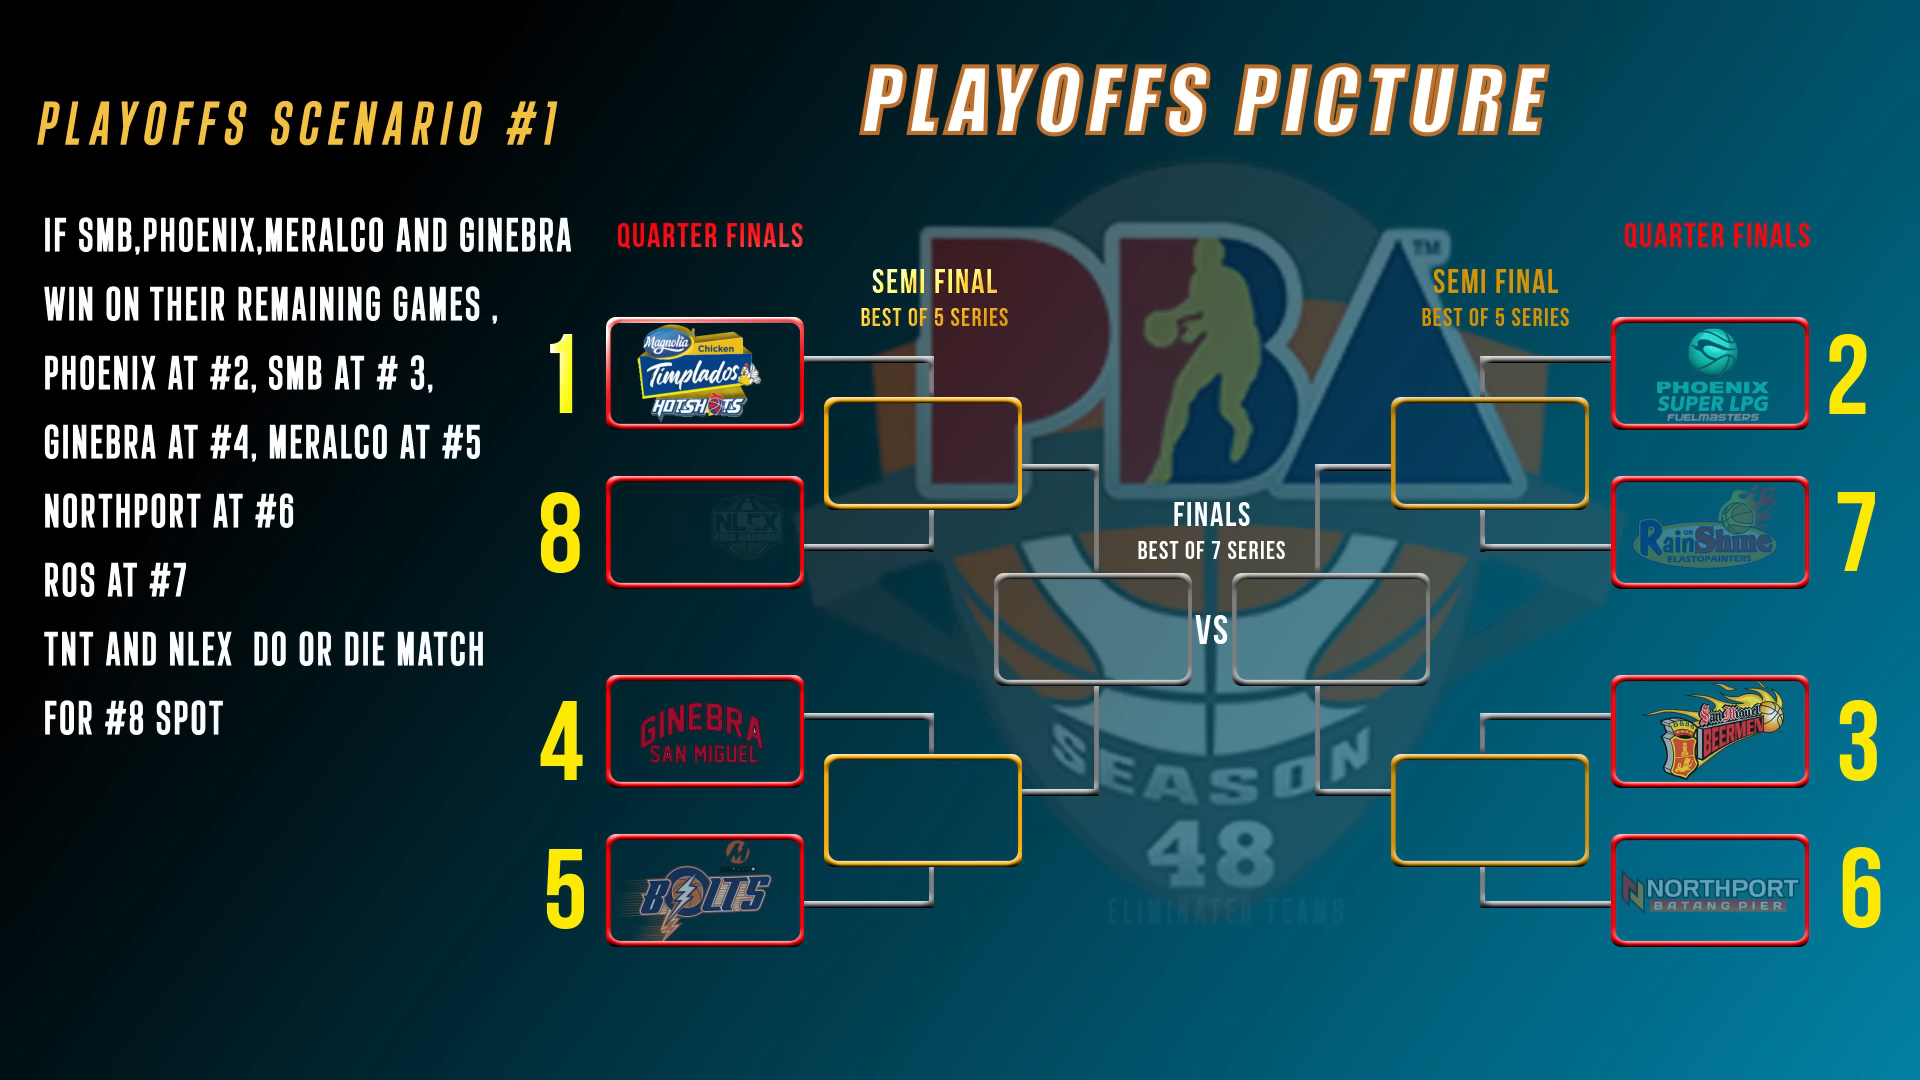 PLAYOFFS PICTURE
PLAYOFFS SCENARIO #1
IF SMB,PHOENIX,MERALCO AND GINEBRA
WIN ON THEIR REMAINING GAMES ,
PHOENIX AT #2, SMB AT # 3,
GINEBRA AT #4, MERALCO AT #5
NORTHPORT AT #6
ROS AT #7
TNT AND NLEX DO OR DIE MATCH
FOR #8 SPOT
QUARTER FINALS
SEMI FINAL
BEST OF 5 SERIES
1
Magnolia
Chicken
Timplados
HOTSHOTS
8
NLEX
ROAD WARRIORS
4
GINEBRA
SAN MIGUEL
5
BOLTS
PBA
TM
FINALS
BEST OF 7 SERIES
VS
SEASON
48
ELIMINATED TEAMS
QUARTER FINALS
SEMI FINAL
BEST OF 5 SERIES
2
PHOENIX
SUPER LPG
FUELMASTERS
7
Rain OR Shine
ELASTOPAINTERS
3
San Miguel
BEERMEN
6
NORTHPORT
BATANG PIER